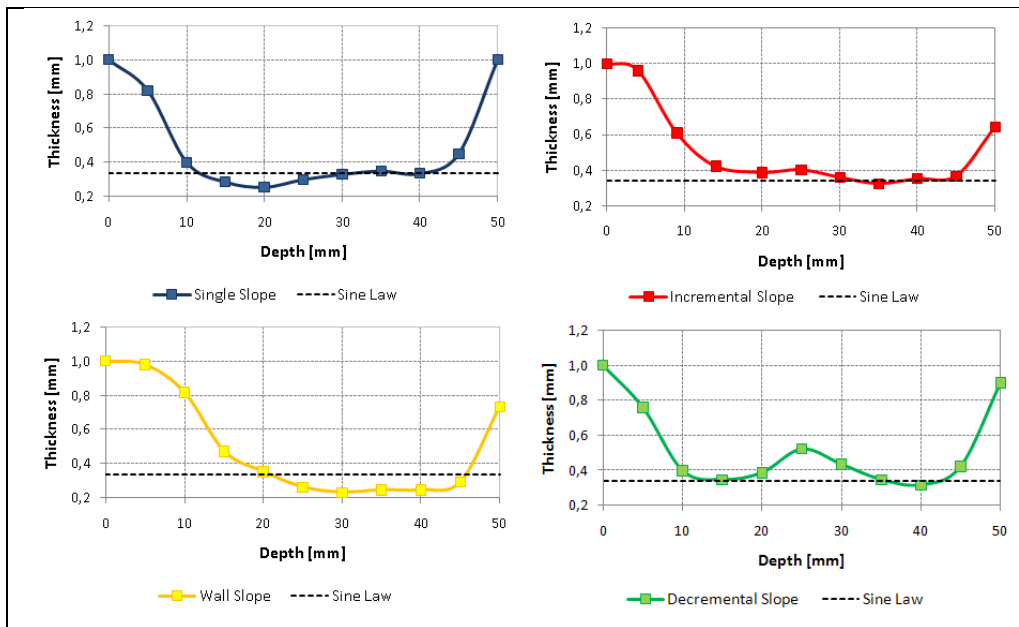 1,2
1,0
0,8
0,6
0,4
0,2
Thickness [mm]
0 10 20 30 40 50
Depth [mm]
Single Slope Sine Law
1,2
1,0
0,8
0,6
0,4
0,2
Thickness [mm]
0 10 20 30 40 50
Depth [mm]
Incremental Slope Sine Law
1,2
1,0
0,8
0,6
0,4
0,2
Thickness [mm]
0 10 20 30 40 50
Depth [mm]
Wall Slope Sine Law
1,2
1,0
0,8
0,6
0,4
0,2
Thickness [mm]
0 10 20 30 40 50
Depth [mm]
Decremental Slope Sine Law